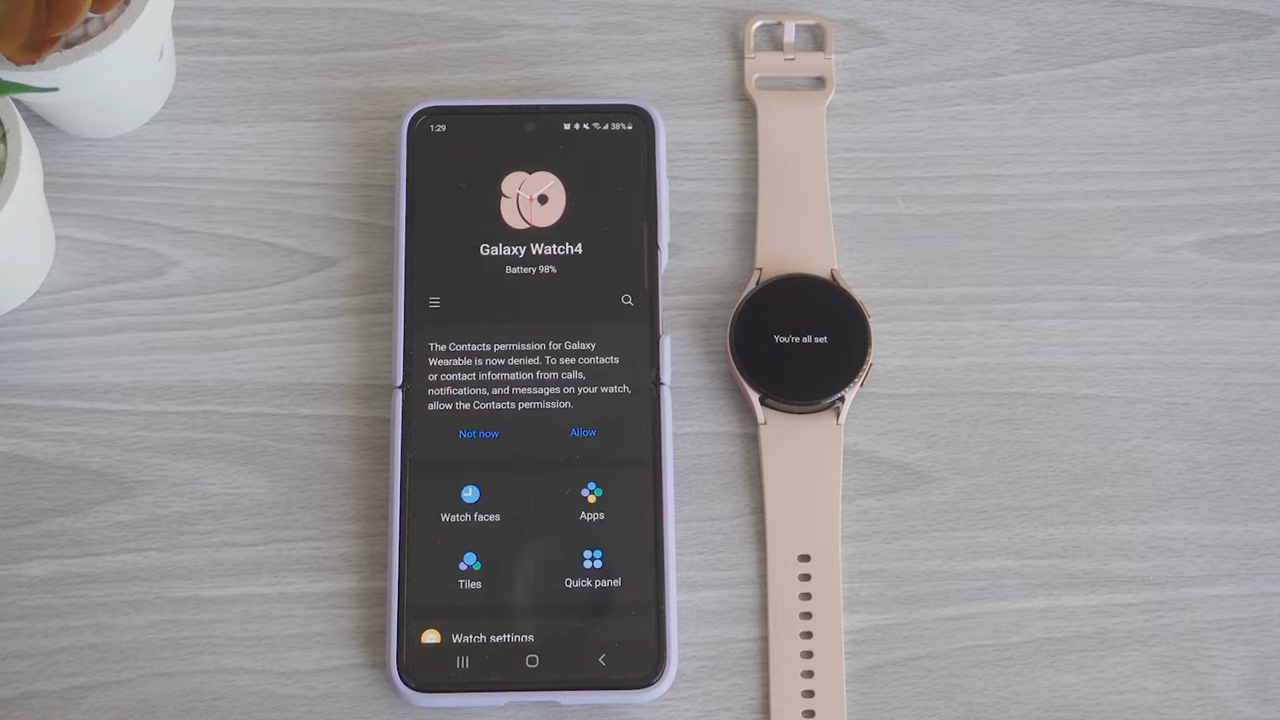 1:29
38%
Galaxy Watch4
Battery 98%
The Contacts permission for Galaxy
Wearable is now denied. To see contacts
or contact information from calls,
notifications, and messages on your watch,
allow the Contacts permission.
Not now
Allow
Watch faces
Apps
Tiles
Quick panel
Watch settings
You're all set